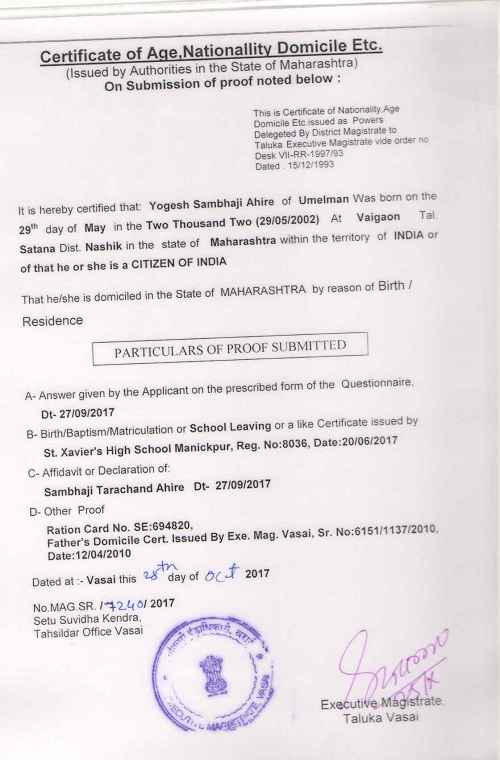 Certificate of Age,Nationallity Domicile Etc.
(Issued by Authorities in the State of Maharashtra)
On Submission of proof noted below :
This is Certificate of Nationality,Age
Domicile Etc.issued as Powers
Delegeted By District Magistrate to
Taluka Executive Magistrate vide order no
Desk VII-RR-1997/93
Dated : 15/12/1993
It is hereby certified that: Yogesh Sambhaji Ahire of Umelman Was born on the
29th day of May in the Two Thousand Two (29/05/2002) At Vaigaon Tal.
Satana Dist. Nashik in the state of Maharashtra within the territory of INDIA or
of that he or she is a CITIZEN OF INDIA
That he/she is domiciled in the State of MAHARASHTRA by reason of Birth /
Residence
PARTICULARS OF PROOF SUBMITTED
A- Answer given by the Applicant on the prescribed form of the Questionnaire,
Dt- 27/09/2017
B- Birth/Baptism/Matriculation or School Leaving or a like Certificate issued by
St. Xavier's High School Manickpur, Reg. No:8036, Date:20/06/2017
C- Affidavit or Declaration of:
Sambhaji Tarachand Ahire Dt- 27/09/2017
D- Other Proof
Ration Card No. SE:694820,
Father's Domicile Cert. Issued By Exe. Mag. Vasai, Sr. No:6151/1137/2010,
Date:12/04/2010
Dated at :- Vasai this 25th day of Oct 2017
No.MAG.SR. /7240/ 2017
Setu Suvidha Kendra,
Tahsildar Office Vasai
EXECUTIVE MAGISTRATE, VASAI
Executive Magistrate,
Taluka Vasai